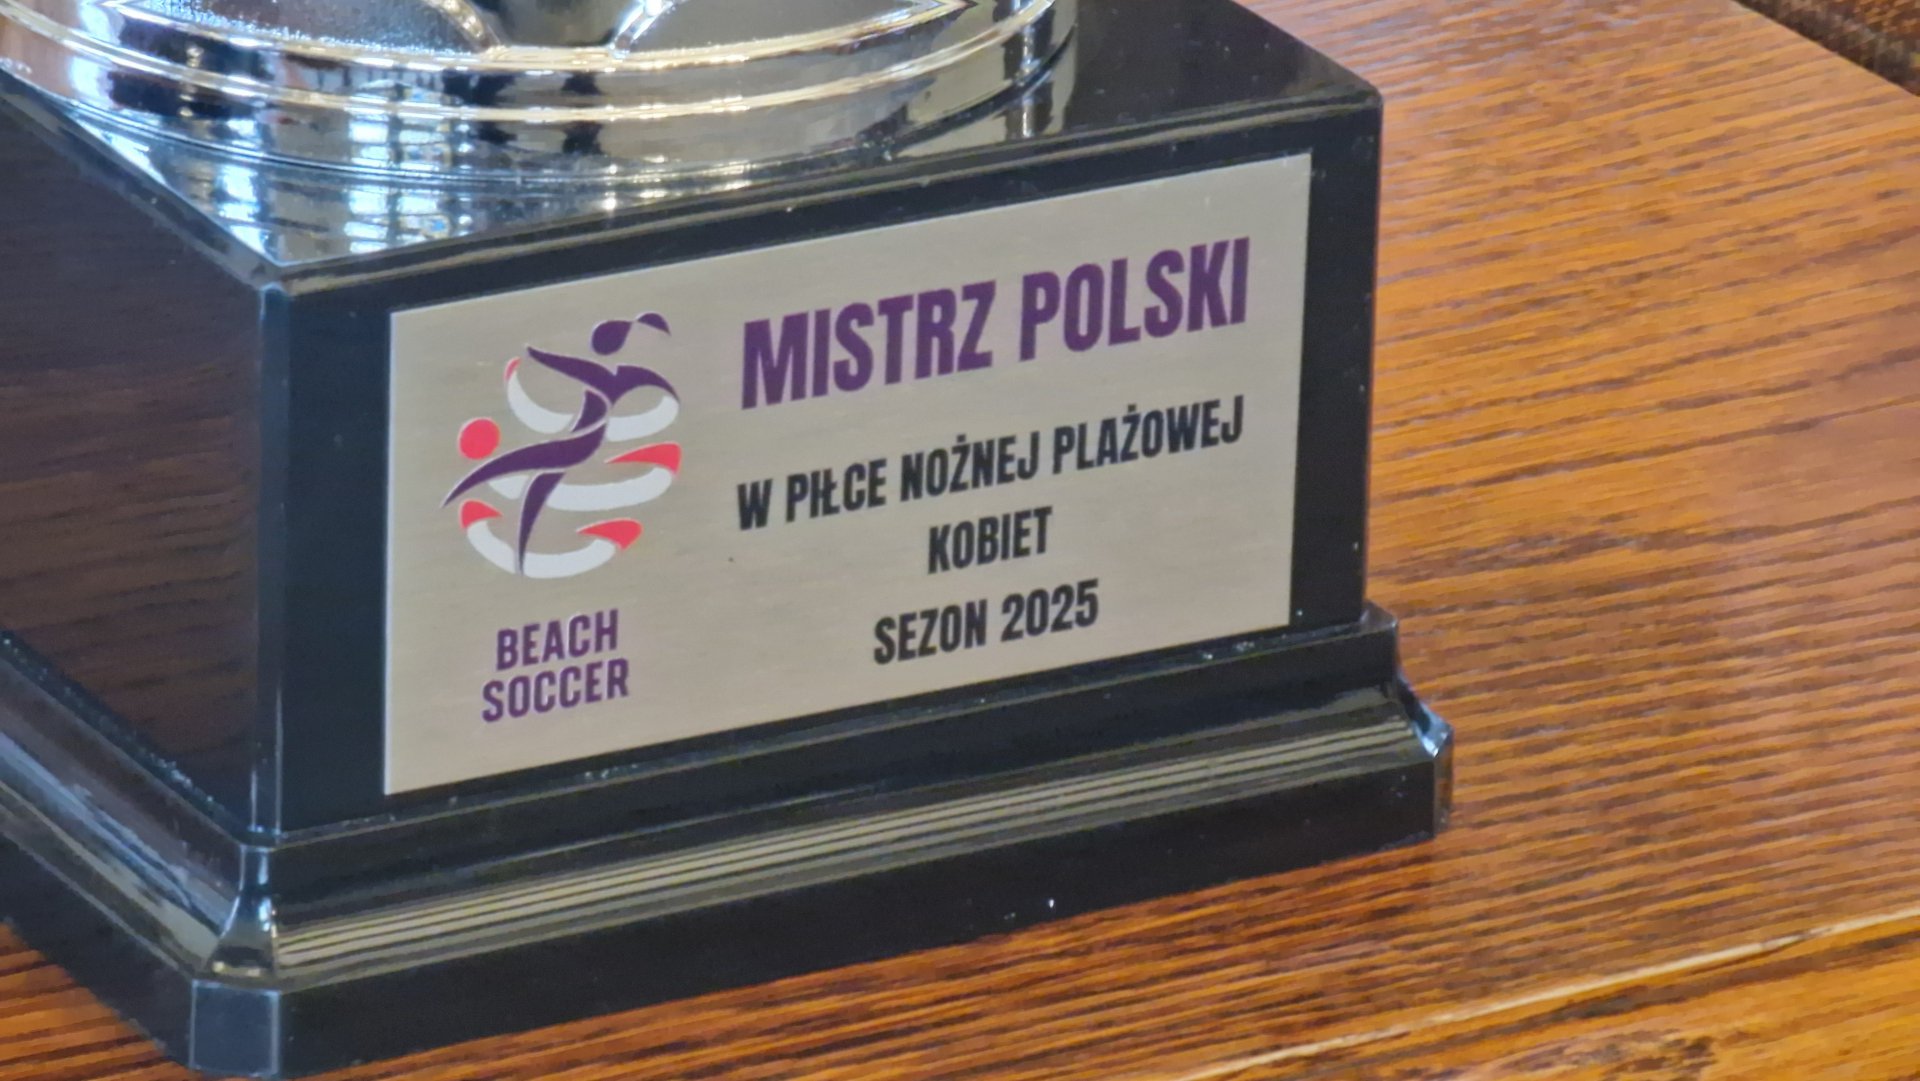 MISTRZ POLSKI
W PIŁCE NOŻNEJ PLAŻOWEJ
KOBIET
SEZON 2025
BEACH
SOCCER